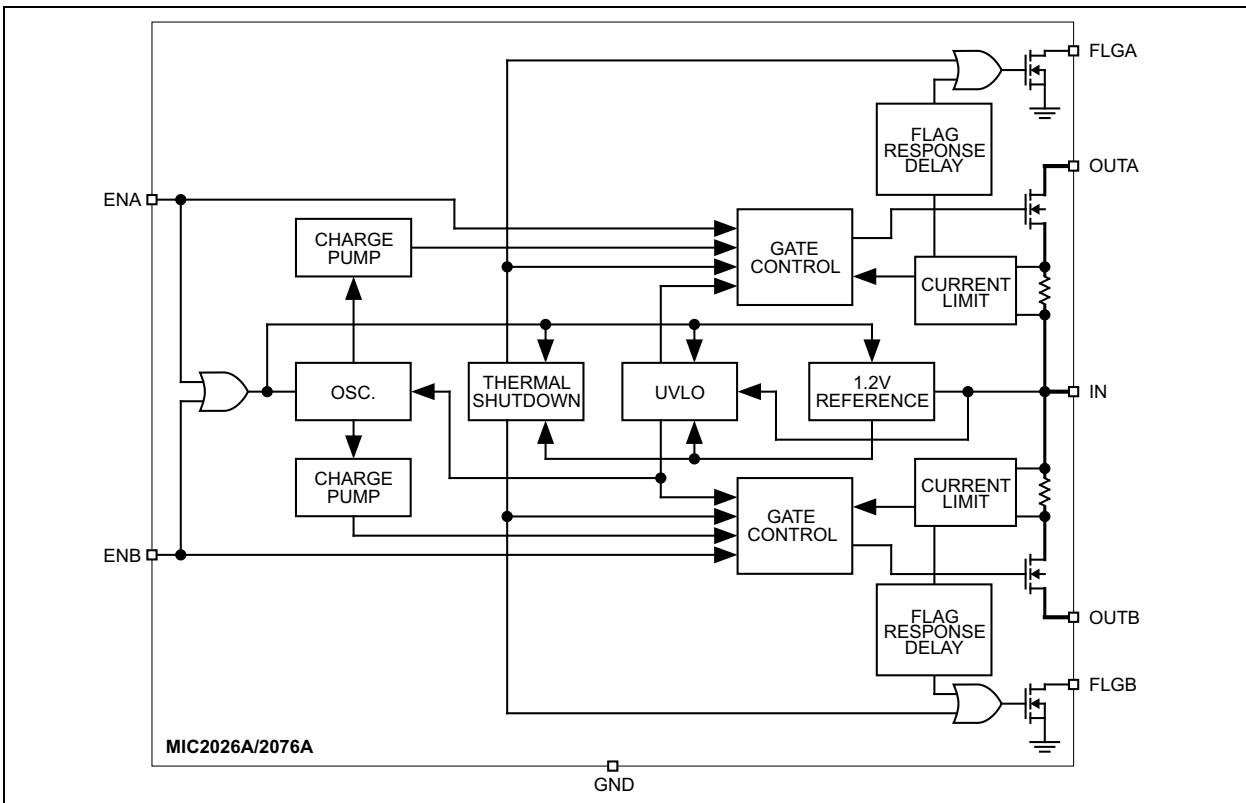 FLGA
FLAG
RESPONSE
DELAY
OUTA
ENA
CHARGE
PUMP
GATE
CONTROL
CURRENT
LIMIT
OSC.
THERMAL
SHUTDOWN
UVLO
1.2V
REFERENCE
IN
CHARGE
PUMP
GATE
CONTROL
CURRENT
LIMIT
ENB
FLAG
RESPONSE
DELAY
OUTB
FLGB
MIC2026A/2076A
GND